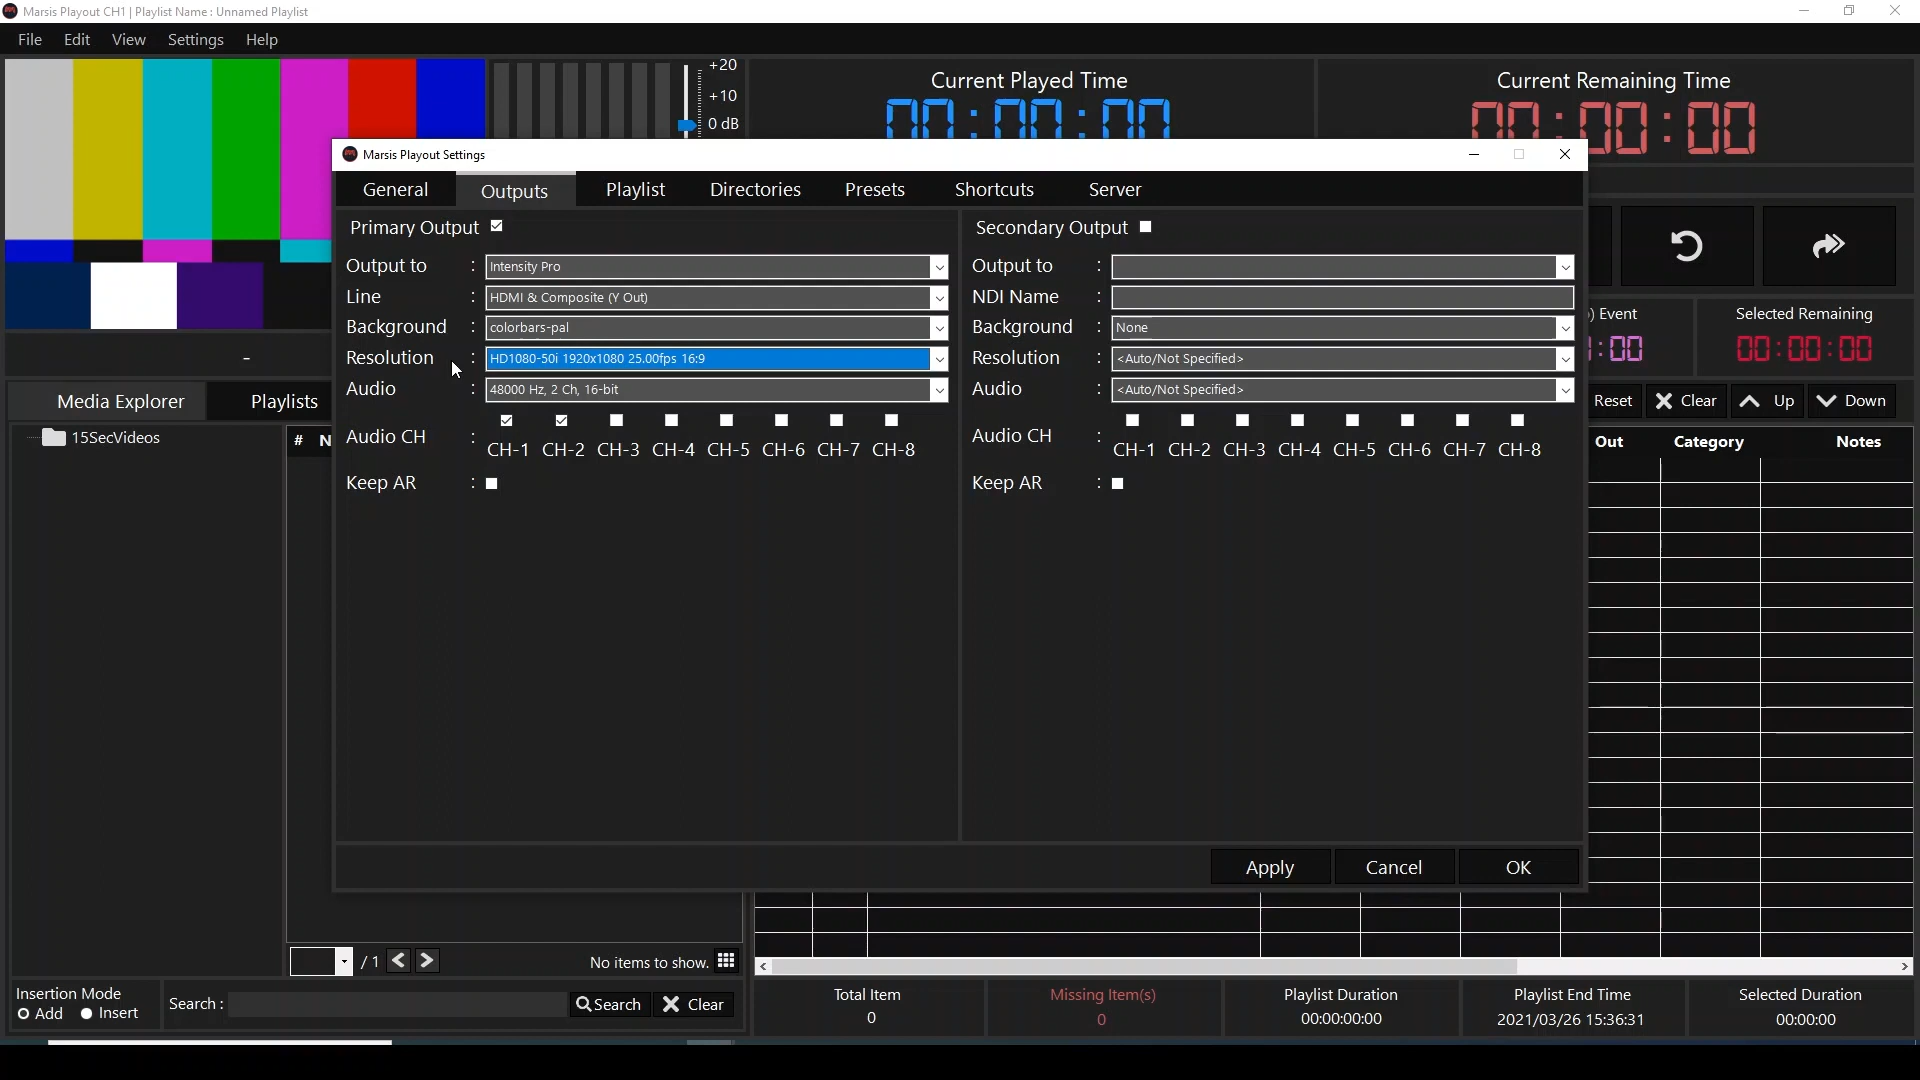 Marsis Playout CH1 | Playlist Name : Unnamed Playlist
File Edit View Settings Help
+20
+10
0 dB
Current Played Time
00:00:00
Current Remaining Time
00:00:00
Marsis Playout Settings
General Outputs Playlist Directories Presets Shortcuts Server
Primary Output
Output to : Intensity Pro
Line : HDMI & Composite (Y Out)
Background : colorbars-pal
Resolution : HD1080-50i 1920x1080 25.00fps 16:9
Audio : 48000 Hz, 2 Ch, 16-bit
Audio CH : CH-1 CH-2 CH-3 CH-4 CH-5 CH-6 CH-7 CH-8
Keep AR :
Secondary Output
Output to :
NDI Name :
Background : None
Resolution : <Auto/Not Specified>
Audio : <Auto/Not Specified>
Audio CH : CH-1 CH-2 CH-3 CH-4 CH-5 CH-6 CH-7 CH-8
Keep AR :
Apply Cancel OK
) Event
:00
Selected Remaining
00:00:00
-
Reset Clear Up Down
Out Category Notes
Media Explorer Playlists
15SecVideos
# N
/ 1 < >
No items to show.
Insertion Mode
Add Insert
Search :
Search Clear
Total Item
0
Missing Item(s)
0
Playlist Duration
00:00:00:00
Playlist End Time
2021/03/26 15:36:31
Selected Duration
00:00:00